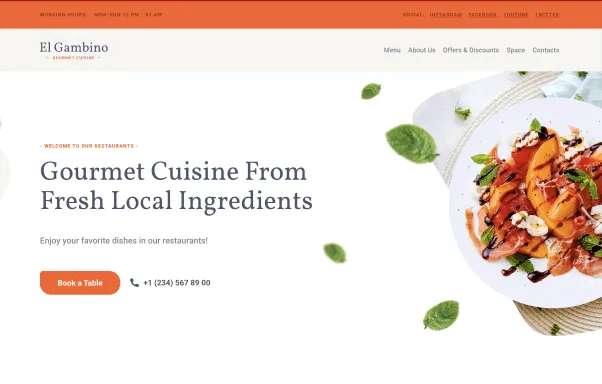 WORKING HOURS: MON-SUN 12 PM - 01 AM
SOCIAL: INSTAGRAM FACEBOOK YOUTUBE TWITTER
El Gambino
GOURMET CUISINE
Menu About Us Offers & Discounts Space Contacts
- WELCOME TO OUR RESTAURANTS -
Gourmet Cuisine From
Fresh Local Ingredients
Enjoy your favorite dishes in our restaurants!
Book a Table
+1 (234) 567 89 00